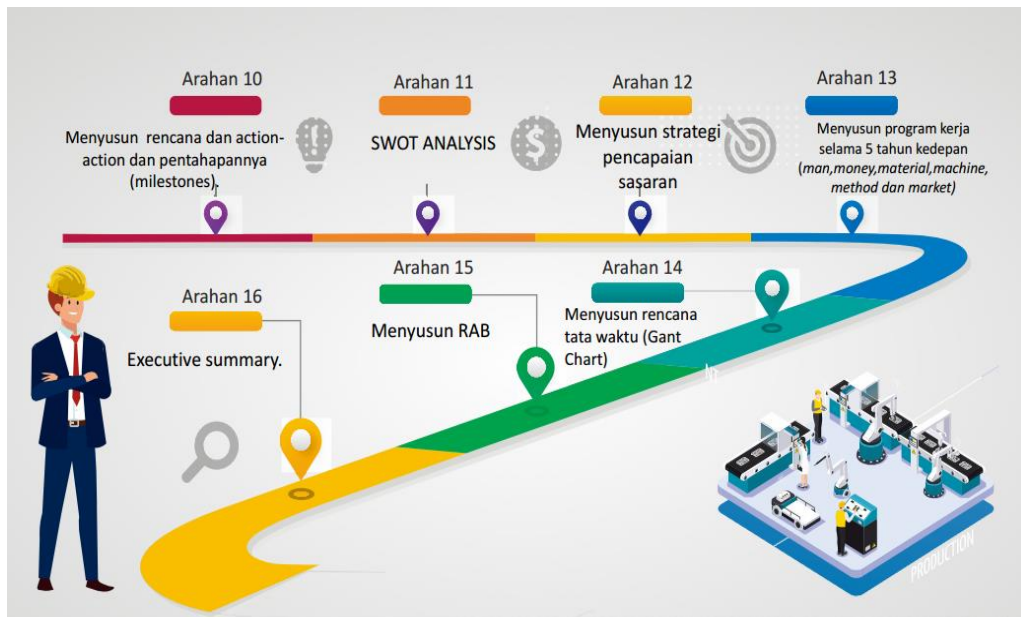 Arahan 10
Menyusun rencana dan action-
action dan pentahapannya
(milestones).
Arahan 11
SWOT ANALYSIS
Arahan 12
Menyusun strategi
pencapaian
sasaran
Arahan 13
Menyusun program kerja
selama 5 tahun kedepan
(man,money,material,machine,
method dan market)
Arahan 14
Menyusun rencana
tata waktu (Gant
Chart)
Arahan 15
Menyusun RAB
Arahan 16
Executive summary.
PRODUCTION